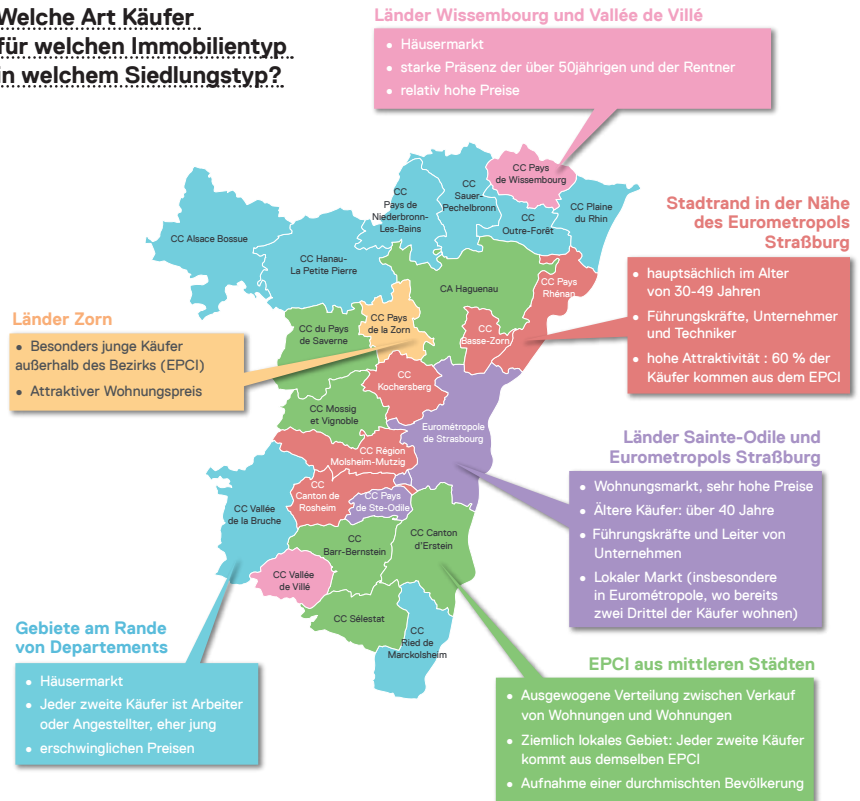 Welche Art Käufer
für welchen Immobilientyp
in welchem Siedlungstyp?
Länder Wissembourg und Vallée de Villé
• Häusermarkt
• starke Präsenz der über 50jährigen und der Rentner
• relativ hohe Preise
CC Pays
de Wissembourg
CC
Sauer-
Pechelbronn
CC
Pays de
Niederbronn-
Les-Bains
CC Plaine
du Rhin
CC
Outre-Forêt
CC Alsace Bossue
CC Hanau-
La Petite Pierre
CA Haguenau
CC Pays
Rhénan
CC Pays
de la Zorn
CC du Pays
de Saverne
CC
Basse-Zorn
CC
Kochersberg
CC Mossig
et Vignoble
Eurométropole
de Strasbourg
CC Région
Molsheim-Mutzig
CC
Canton de
Rosheim
CC Pays
de Ste-Odile
CC Vallée
de la Bruche
CC
Barr-Bernstein
CC Canton
d'Erstein
CC Vallée
de Villé
CC Sélestat
CC
Ried de
Marckolsheim
Stadtrand in der Nähe
des Eurometropols
Straßburg
• hauptsächlich im Alter
von 30-49 Jahren
• Führungskräfte, Unternehmer
und Techniker
• hohe Attraktivität : 60 % der
Käufer kommen aus dem EPCI
Länder Zorn
• Besonders junge Käufer
außerhalb des Bezirks (EPCI)
• Attraktiver Wohnungspreis
Länder Sainte-Odile und
Eurometropols Straßburg
• Wohnungsmarkt, sehr hohe Preise
• Ältere Käufer: über 40 Jahre
• Führungskräfte und Leiter von
Unternehmen
• Lokaler Markt (insbesondere
in Eurométropole, wo bereits
zwei Drittel der Käufer wohnen)
Gebiete am Rande
von Departements
• Häusermarkt
• Jeder zweite Käufer ist Arbeiter
oder Angestellter, eher jung
• erschwinglichen Preisen
EPCI aus mittleren Städten
• Ausgewogene Verteilung zwischen Verkauf
von Wohnungen und Wohnungen
• Ziemlich lokales Gebiet: Jeder zweite Käufer
kommt aus demselben EPCI
• Aufnahme einer durchmischten Bevölkerung